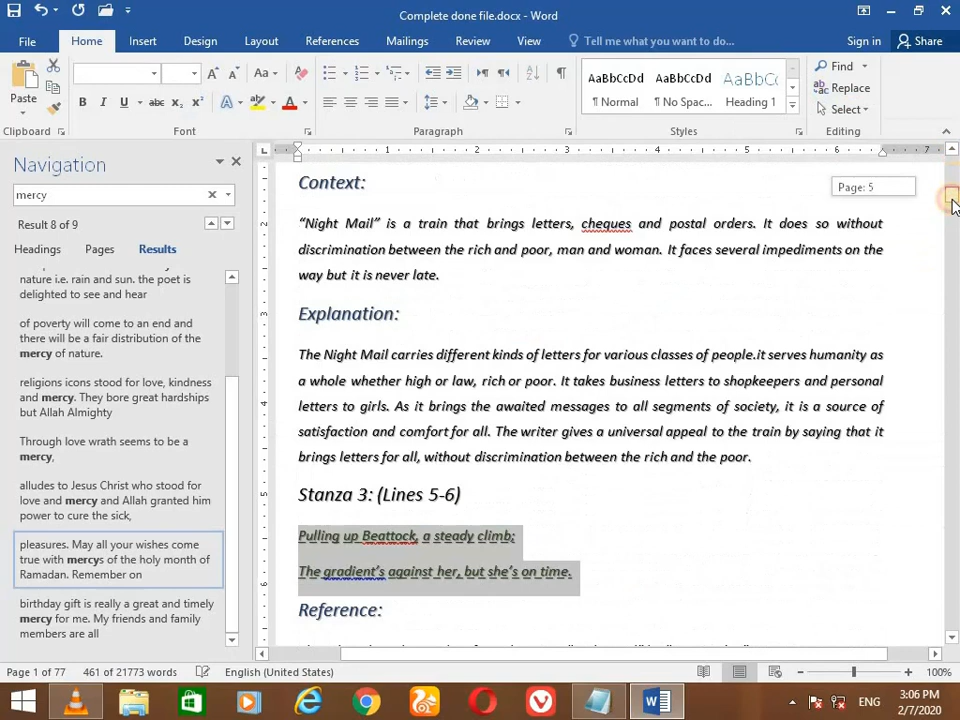 Complete done file.docx - Word
File Home Insert Design Layout References Mailings Review View Tell me what you want to do... Sign in Share
Paste
Clipboard
Font
Paragraph
AaBbCcDd AaBbCcDd AaBbCc
¶ Normal ¶ No Spac... Heading 1
Styles
Find
Replace
Select
Editing
Navigation
mercy
Result 8 of 9
Headings Pages Results
nature i.e. rain and sun. the poet is
delighted to see and hear
of poverty will come to an end and
there will be a fair distribution of the
mercy of nature.
religions icons stood for love, kindness
and mercy. They bore great hardships
but Allah Almighty
Through love wrath seems to be a
mercy,
alludes to Jesus Christ who stood for
love and mercy and Allah granted him
power to cure the sick,
pleasures. May all your wishes come
true with mercys of the holy month of
Ramadan. Remember on
birthday gift is really a great and timely
mercy for me. My friends and family
members are all
1 2 3 4 5 6 7
2
3
4
5
6
Page: 5
Context:
“Night Mail” is a train that brings letters, cheques and postal orders. It does so without
discrimination between the rich and poor, man and woman. It faces several impediments on the
way but it is never late.
Explanation:
The Night Mail carries different kinds of letters for various classes of people.it serves humanity as
a whole whether high or law, rich or poor. It takes business letters to shopkeepers and personal
letters to girls. As it brings the awaited messages to all segments of society, it is a source of
satisfaction and comfort for all. The writer gives a universal appeal to the train by saying that it
brings letters for all, without discrimination between the rich and the poor.
Stanza 3: (Lines 5-6)
Pulling up Beattock, a steady climb;
The gradient’s against her, but she’s on time.
Reference:
Page 1 of 77 461 of 21773 words English (United States) 100%
ENG
3:06 PM
2/7/2020